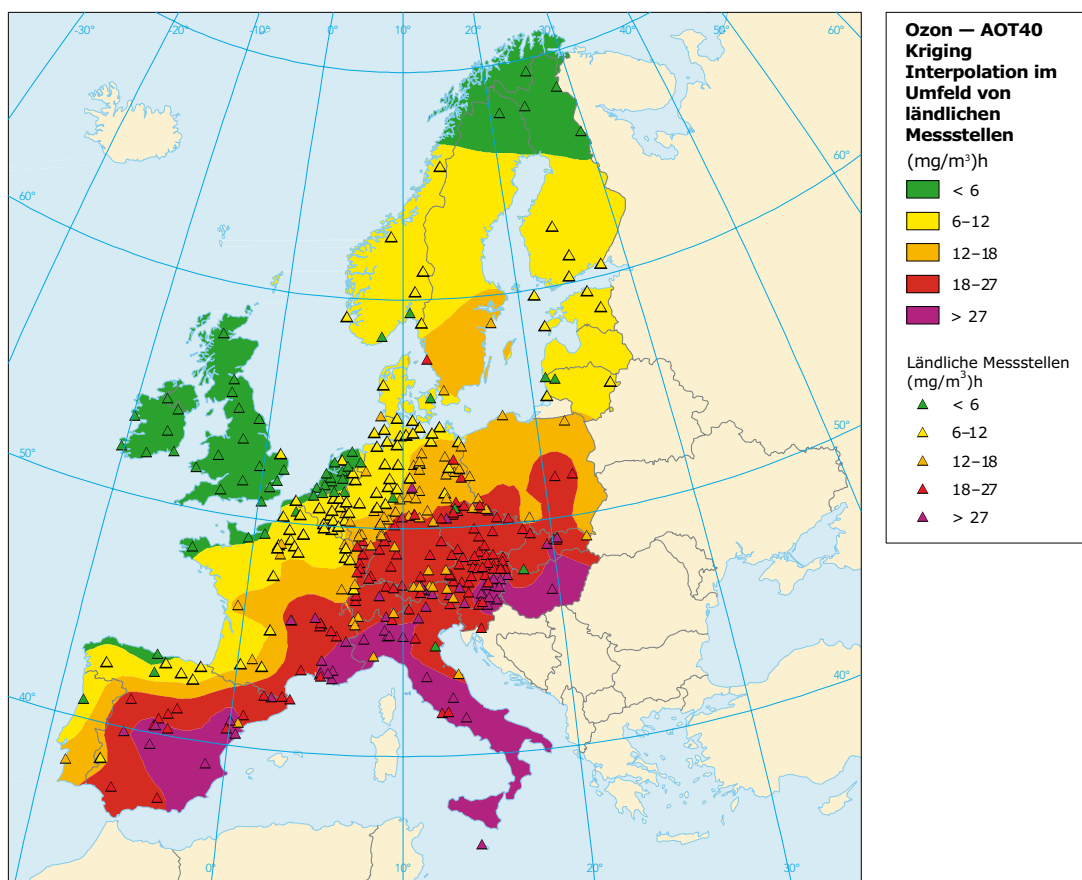 -30° -20° -10° 0° 10° 20° 30° 40° 50° 60°
60°
60°
50°
50°
40°
40°
0° 10° 20° 30°
Ozon — AOT40
Kriging
Interpolation im
Umfeld von
ländlichen
Messstellen
(mg/m³)h
< 6
6–12
12–18
18–27
> 27
Ländliche Messstellen
(mg/m³)h
< 6
6–12
12–18
18–27
> 27